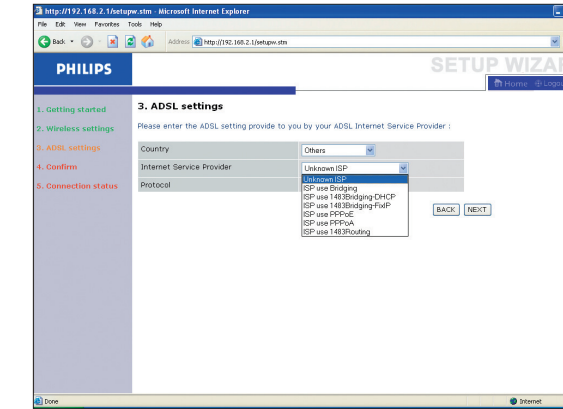 http://192.168.2.1/setupw.stm - Microsoft Internet Explorer
File Edit View Favorites Tools Help
Back
Address http://192.168.2.1/setupw.stm
PHILIPS
SETUP WIZAR
Home Logou
1. Getting started
2. Wireless settings
3. ADSL settings
4. Confirm
5. Connection status
3. ADSL settings
Please enter the ADSL setting provide to you by your ADSL Internet Service Provider :
Country Others
Internet Service Provider Unknown ISP
Protocol
Unknown ISP
ISP use Bridging
ISP use 1483Bridging-DHCP
ISP use 1483Bridging-FixIP
ISP use PPPoE
ISP use PPPoA
ISP use 1483Routing
BACK NEXT
Done Internet